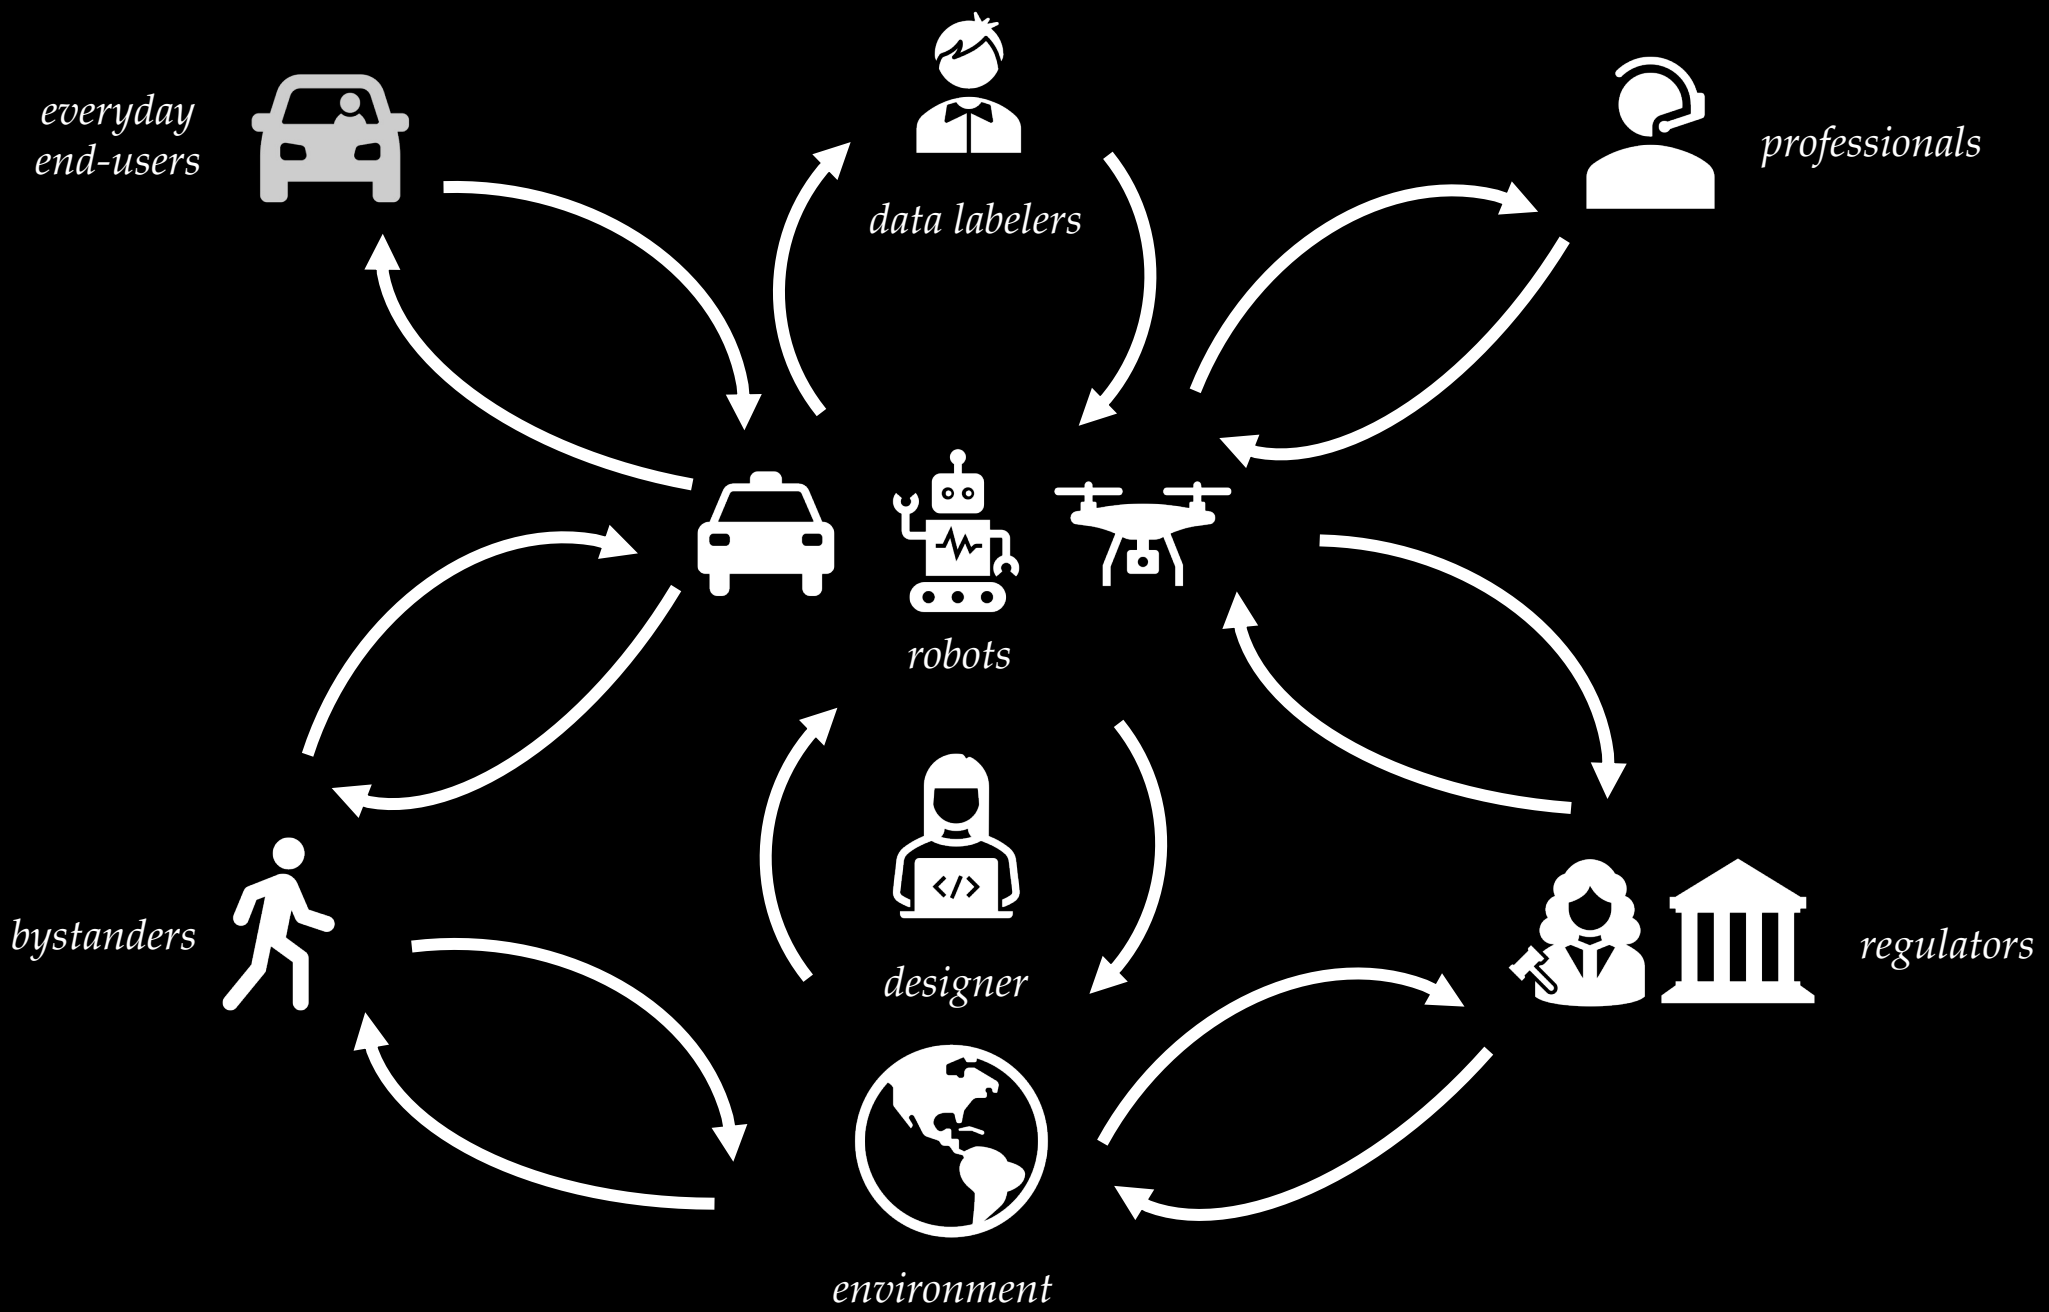 everyday
end-users
data labelers
professionals
robots
bystanders
designer
</>
regulators
environment